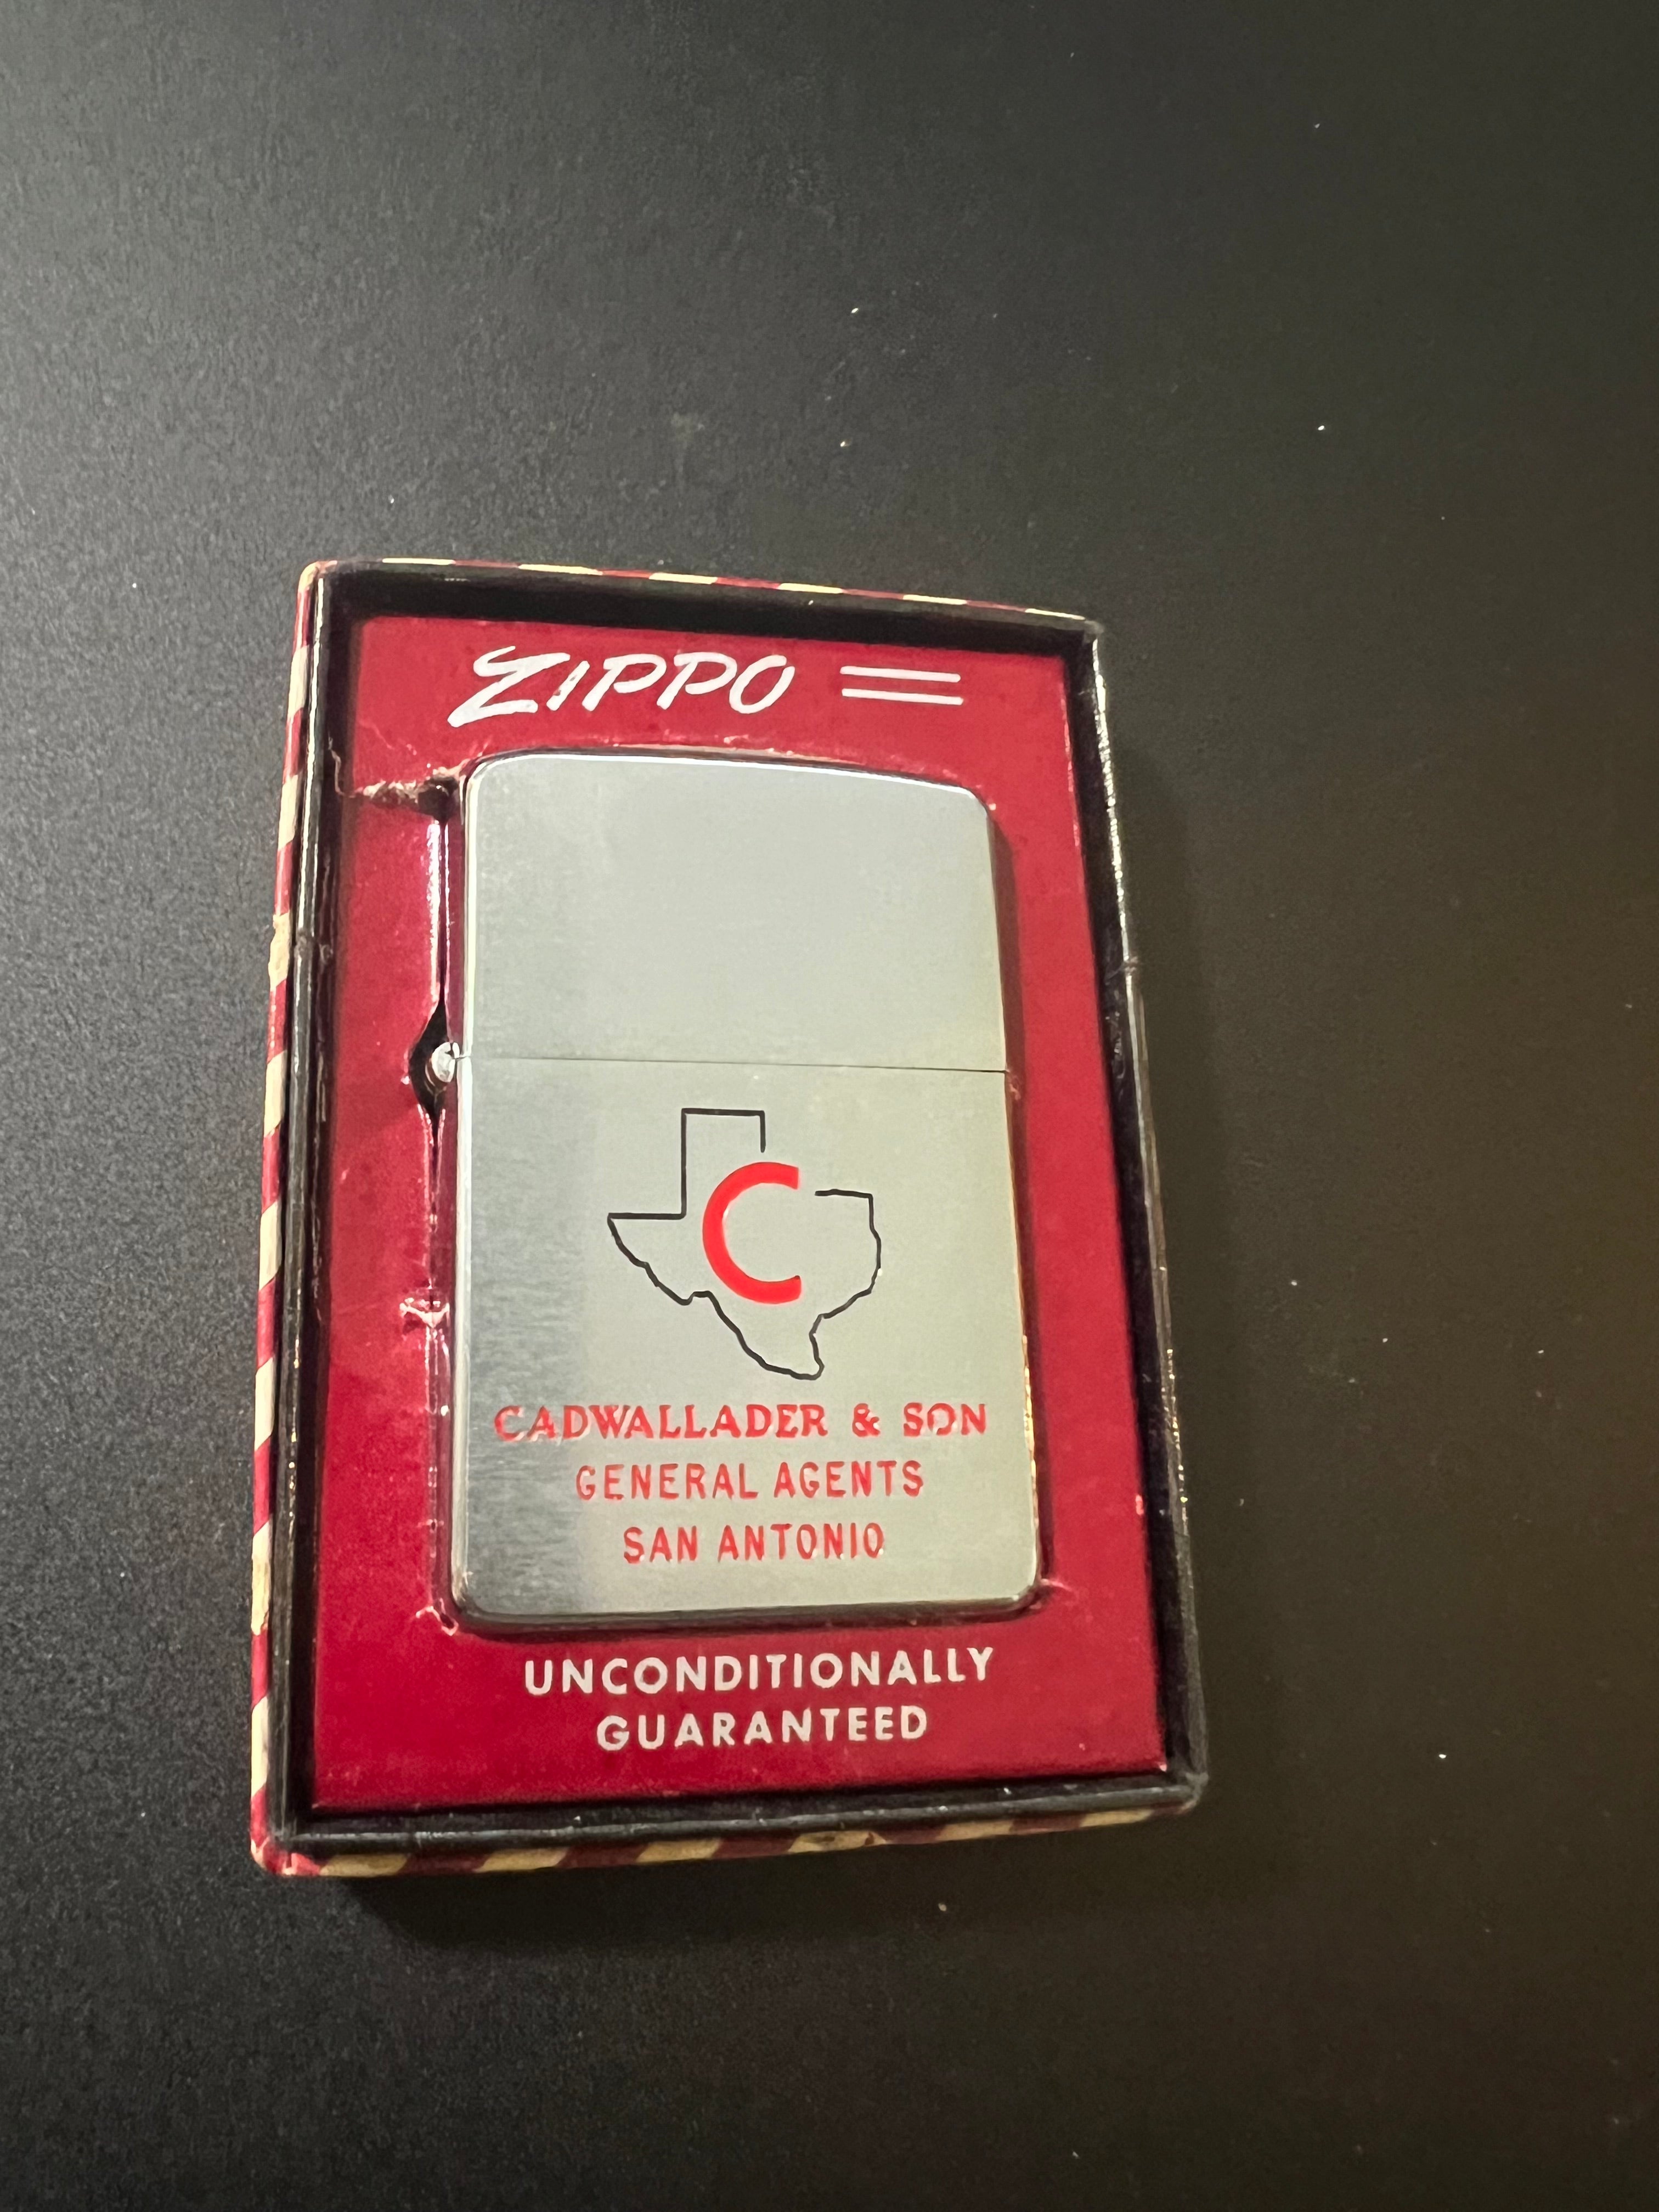 ZIPPO
C
CADWALLADER & SON
GENERAL AGENTS
SAN ANTONIO
UNCONDITIONALLY
GUARANTEED